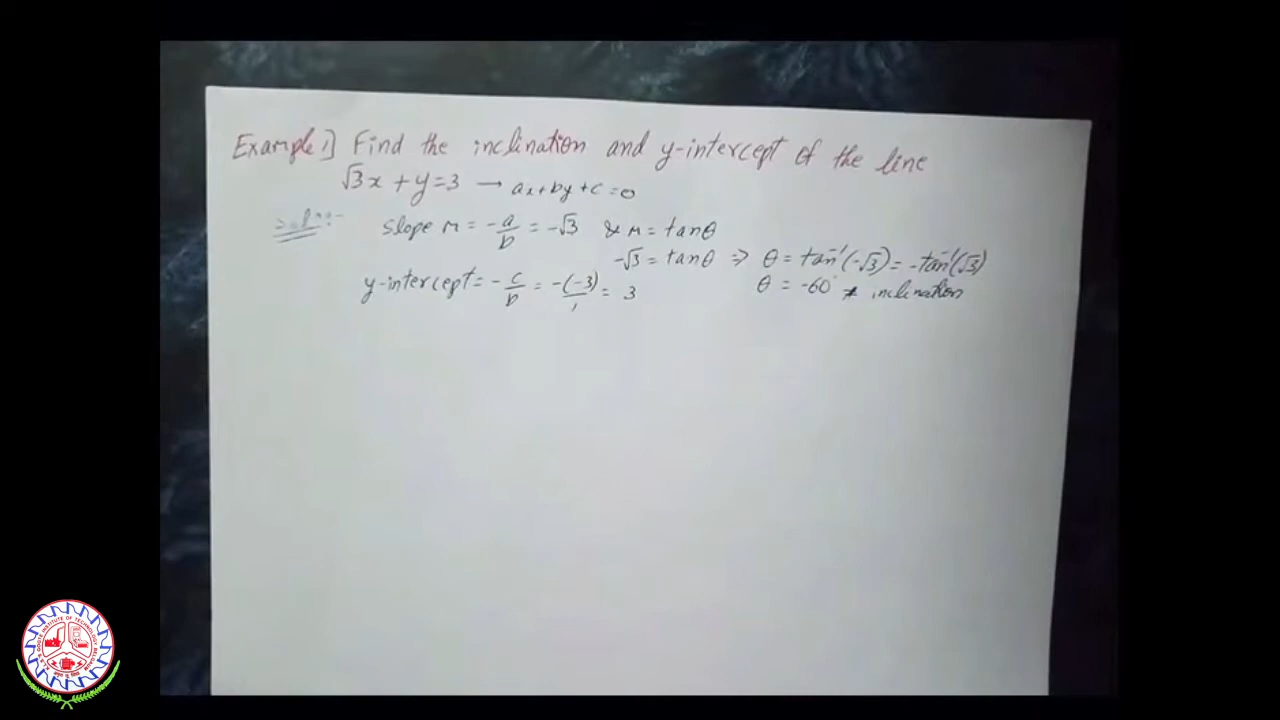 Example 1] Find the inclination and y-intercept of the line
√3x + y = 3 → ax+by+c=0
Solⁿ:-
slope m = -a/b = -√3 & m = tanθ
-√3 = tanθ => θ = tan⁻¹(-√3) = -tan⁻¹(√3)
y-intercept = -c/b = -(-3)/1 = 3
θ = -60° inclination